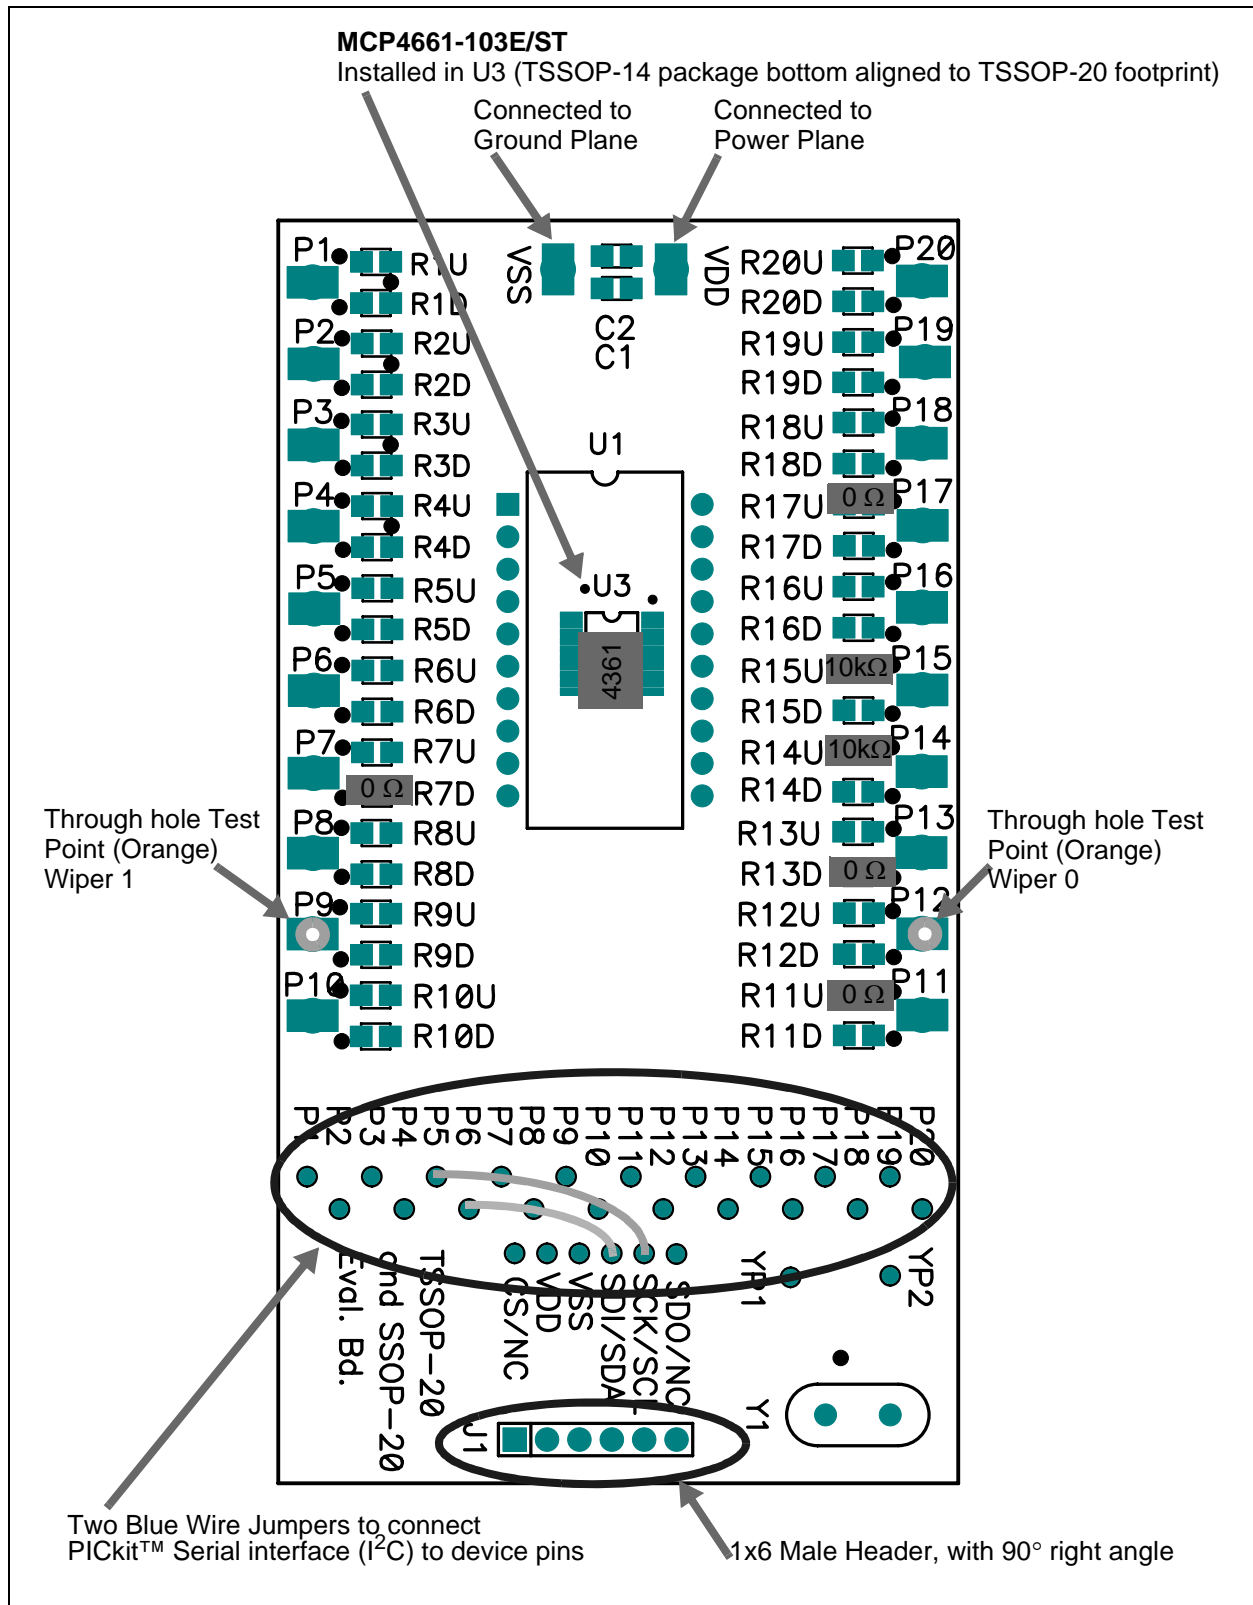 MCP4661-103E/ST
Installed in U3 (TSSOP-14 package bottom aligned to TSSOP-20 footprint)
Connected to
Ground Plane
Connected to
Power Plane
P1
R1U
VSS
VDD
R20U
P20
R1D
R20D
P2
R2U
C2
C1
R19U
P19
R2D
R19D
P3
R3U
R18U
P18
U1
R3D
R18D
P4
R4U
R17U
0 Ω
P17
R4D
R17D
P5
R5U
U3
R16U
P16
R5D
R16D
P6
R6U
4361
R15U
10kΩ
P15
R6D
R15D
P7
R7U
R14U
10kΩ
P14
0 Ω
R7D
R14D
Through hole Test
Point (Orange)
Wiper 1
P8
R8U
R13U
P13
Through hole Test
Point (Orange)
Wiper 0
R8D
R13D
0 Ω
P9
R9U
R12U
P12
R9D
R12D
P11
P10
R10U
R11U
0 Ω
R10D
R11D
P1
P2
P3
P4
P5
P6
P7
P8
P9
P10
P11
P12
P13
P14
P15
P16
P17
P18
P19
P20
TSSOP-20
and SSOP-20
Eval. Bd.
CS/NC
VDD
VSS
SDI/SDA
SCK/SCL
SDO/NC
YP1
YP2
J1
Y1
Two Blue Wire Jumpers to connect
PICkit™ Serial interface (I²C) to device pins
1x6 Male Header, with 90° right angle